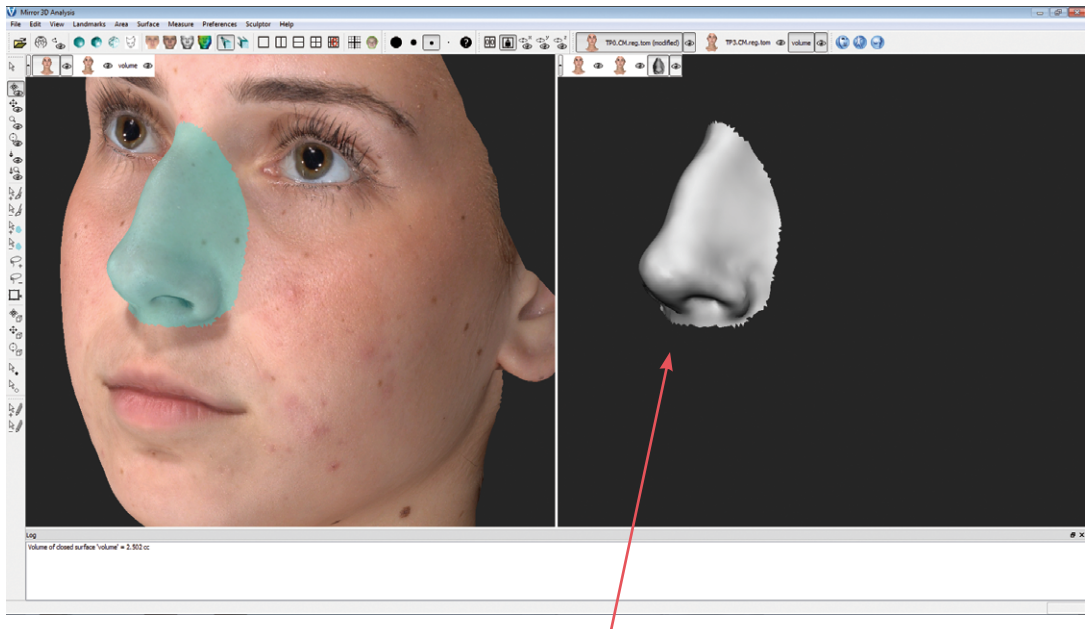 Mirror 3D Analysis
File Edit View Landmarks Area Surface Measure Preferences Sculptor Help
TP0.CM.reg.tom (modified) TP3.CM.reg.tom volume
volume
Log
Volume of closed surface 'volume' = 2.502 cc